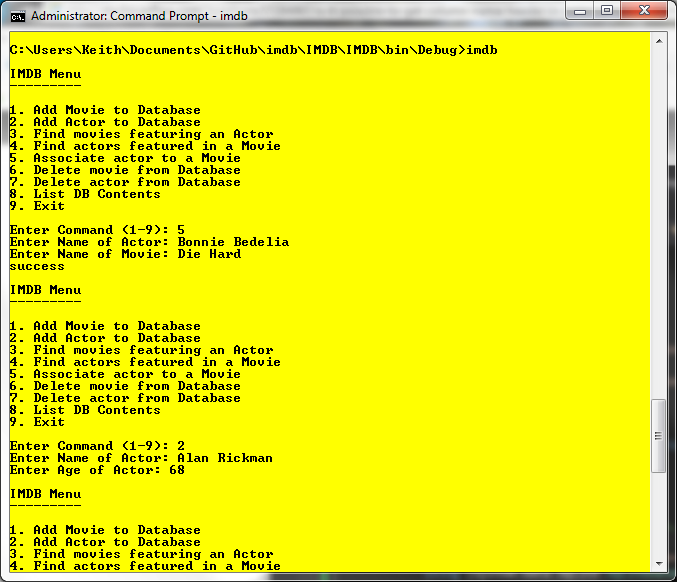 Administrator: Command Prompt - imdb
C:\Users\Keith\Documents\GitHub\imdb\IMDB\IMDB\bin\Debug>imdb
IMDB Menu
---------
1. Add Movie to Database
2. Add Actor to Database
3. Find movies featuring an Actor
4. Find actors featured in a Movie
5. Associate actor to a Movie
6. Delete movie from Database
7. Delete actor from Database
8. List DB Contents
9. Exit
Enter Command (1-9): 5
Enter Name of Actor: Bonnie Bedelia
Enter Name of Movie: Die Hard
success
IMDB Menu
---------
1. Add Movie to Database
2. Add Actor to Database
3. Find movies featuring an Actor
4. Find actors featured in a Movie
5. Associate actor to a Movie
6. Delete movie from Database
7. Delete actor from Database
8. List DB Contents
9. Exit
Enter Command (1-9): 2
Enter Name of Actor: Alan Rickman
Enter Age of Actor: 68
IMDB Menu
---------
1. Add Movie to Database
2. Add Actor to Database
3. Find movies featuring an Actor
4. Find actors featured in a Movie